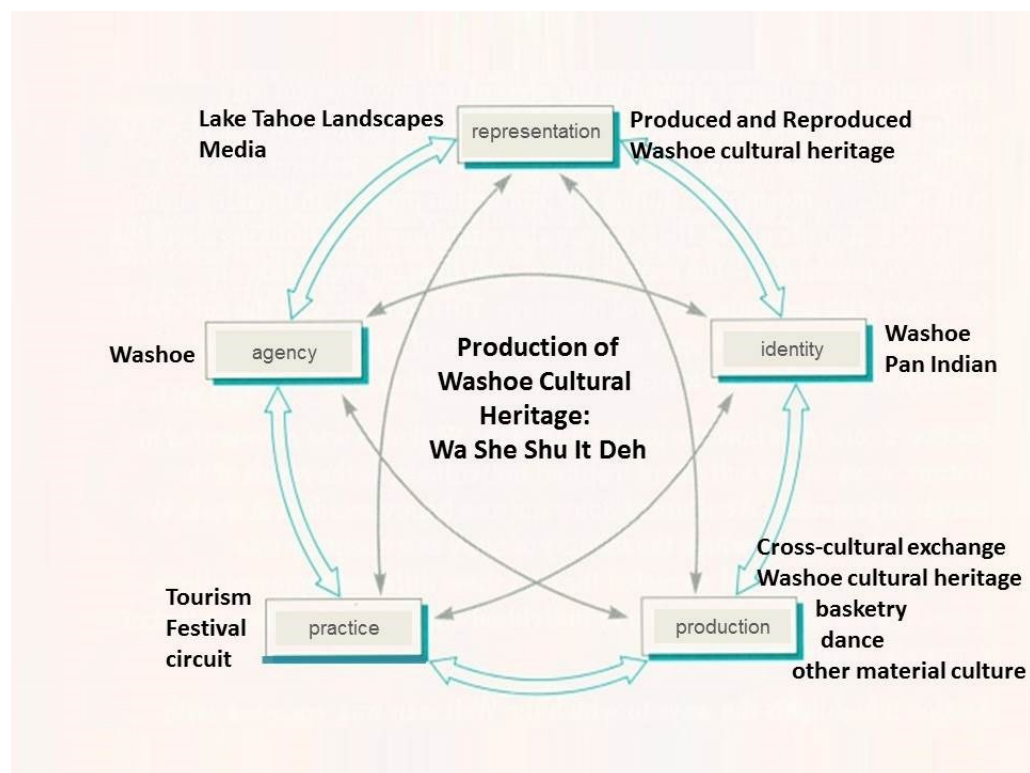 Lake Tahoe Landscapes
Media
representation
Produced and Reproduced
Washoe cultural heritage
Washoe
agency
Production of
Washoe Cultural
Heritage:
Wa She Shu It Deh
identity
Washoe
Pan Indian
Tourism
Festival
circuit
practice
production
Cross-cultural exchange
Washoe cultural heritage
basketry
dance
other material culture